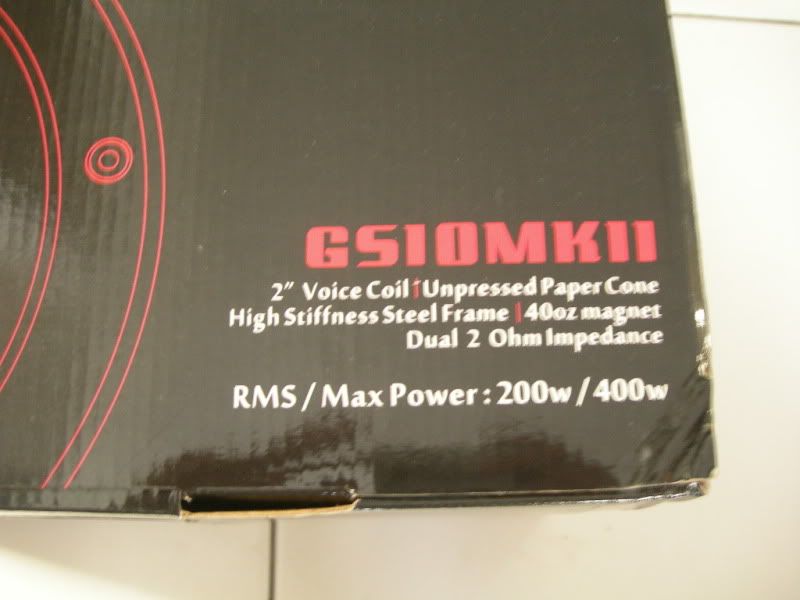 GS10MKII
2" Voice Coil | Unpressed Paper Cone
High Stiffness Steel Frame | 40oz magnet
Dual 2 Ohm Impedance
RMS / Max Power : 200w / 400w